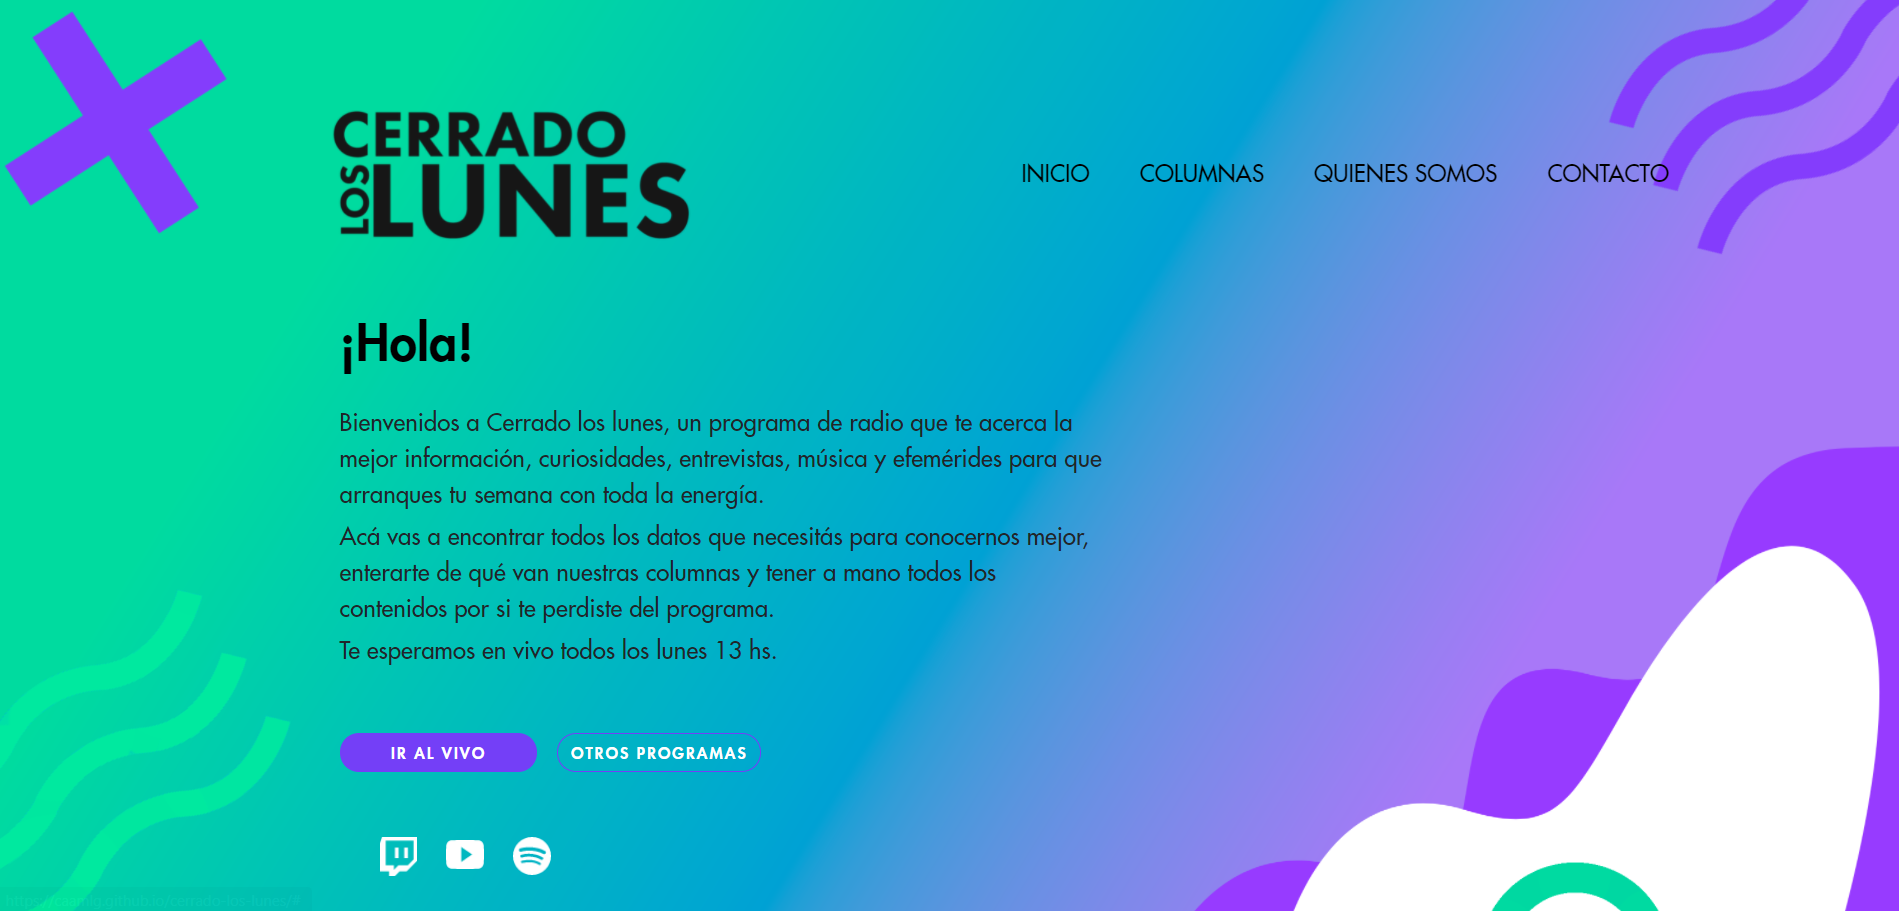 CERRADO
LOS LUNES
INICIO COLUMNAS QUIENES SOMOS CONTACTO
¡Hola!
Bienvenidos a Cerrado los lunes, un programa de radio que te acerca la
mejor información, curiosidades, entrevistas, música y efemérides para que
arranques tu semana con toda la energía.
Acá vas a encontrar todos los datos que necesitás para conocernos mejor,
enterarte de qué van nuestras columnas y tener a mano todos los
contenidos por si te perdiste del programa.
Te esperamos en vivo todos los lunes 13 hs.
IR AL VIVO OTROS PROGRAMAS